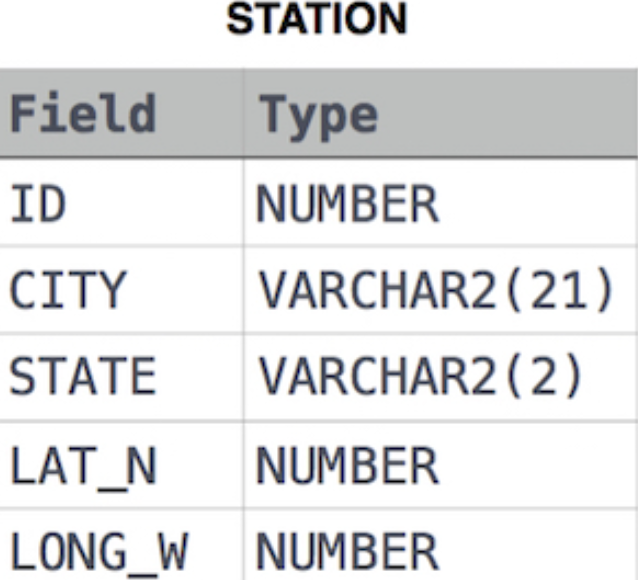 STATION
Field Type
ID NUMBER
CITY VARCHAR2(21)
STATE VARCHAR2(2)
LAT_N NUMBER
LONG_W NUMBER